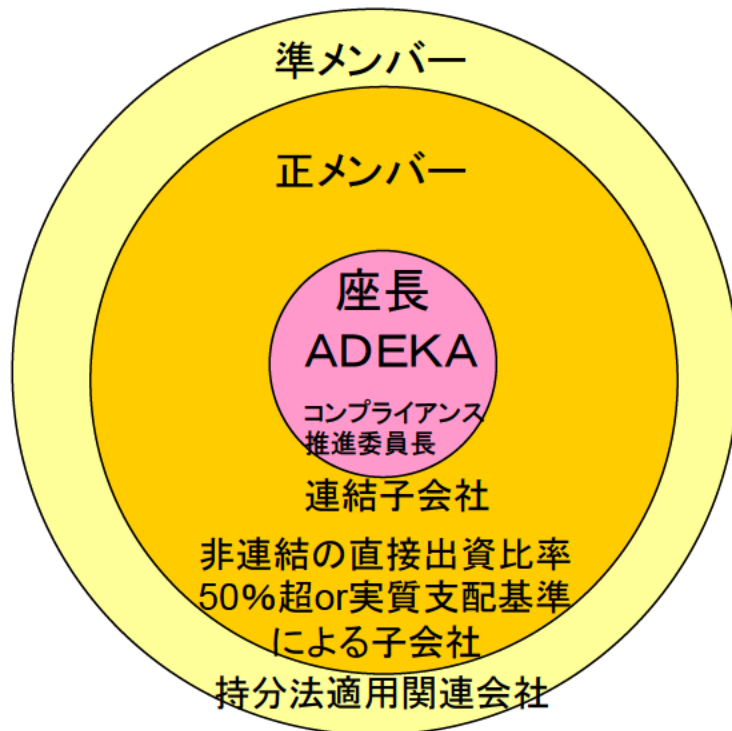 準メンバー
正メンバー
座長
ADEKA
コンプライアンス
推進委員長
連結子会社
非連結の直接出資比率
50%超or実質支配基準
による子会社
持分法適用関連会社